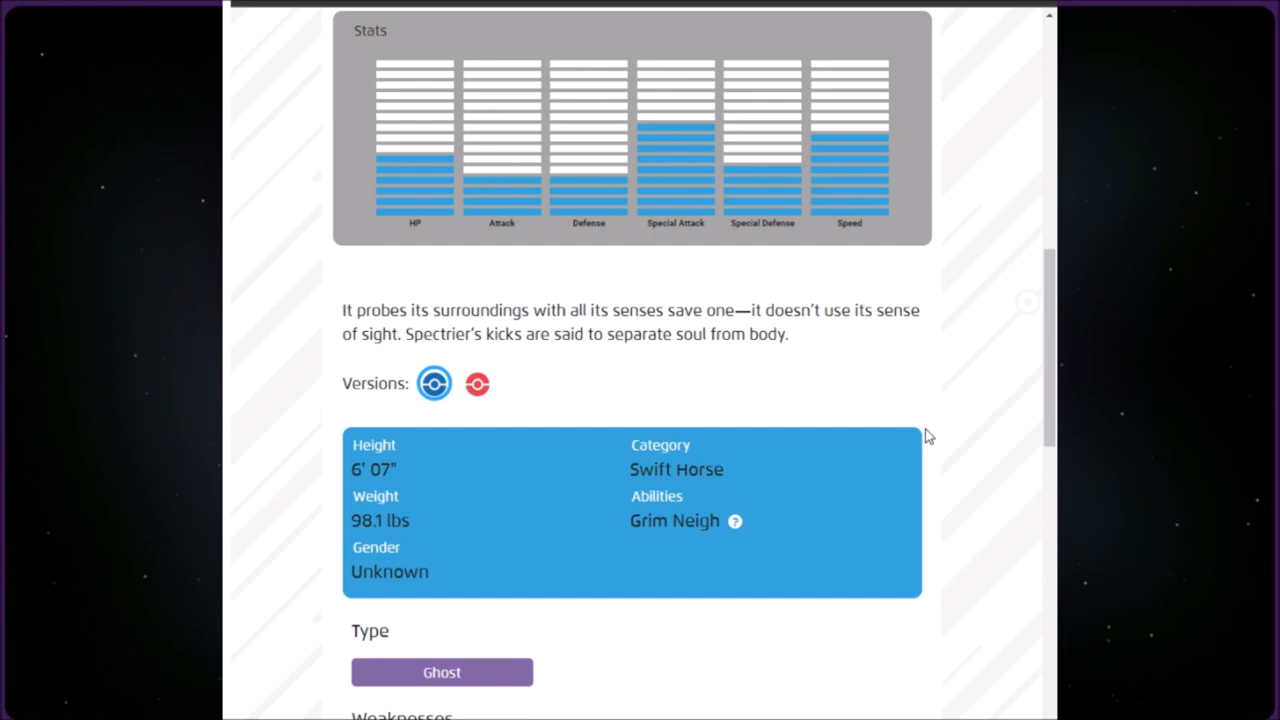 Stats
HP Attack Defense Special Attack Special Defense Speed
It probes its surroundings with all its senses save one—it doesn't use its sense
of sight. Spectrier's kicks are said to separate soul from body.
Versions:
Height
6' 07"
Weight
98.1 lbs
Gender
Unknown
Category
Swift Horse
Abilities
Grim Neigh ?
Type
Ghost
Weaknesses